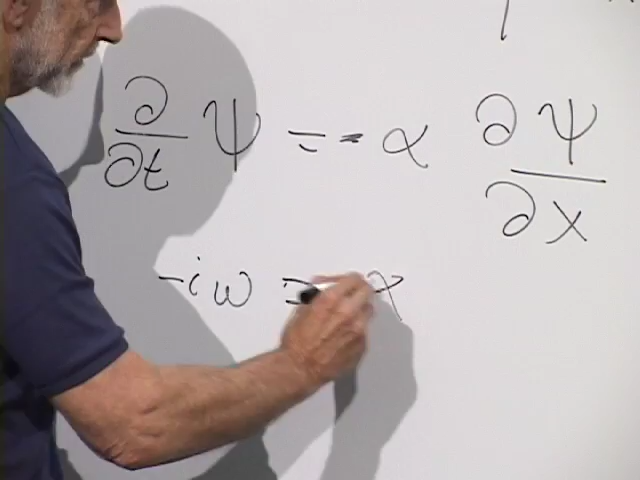 ∂/∂t ψ = - α ∂ψ/∂x
-iω = α